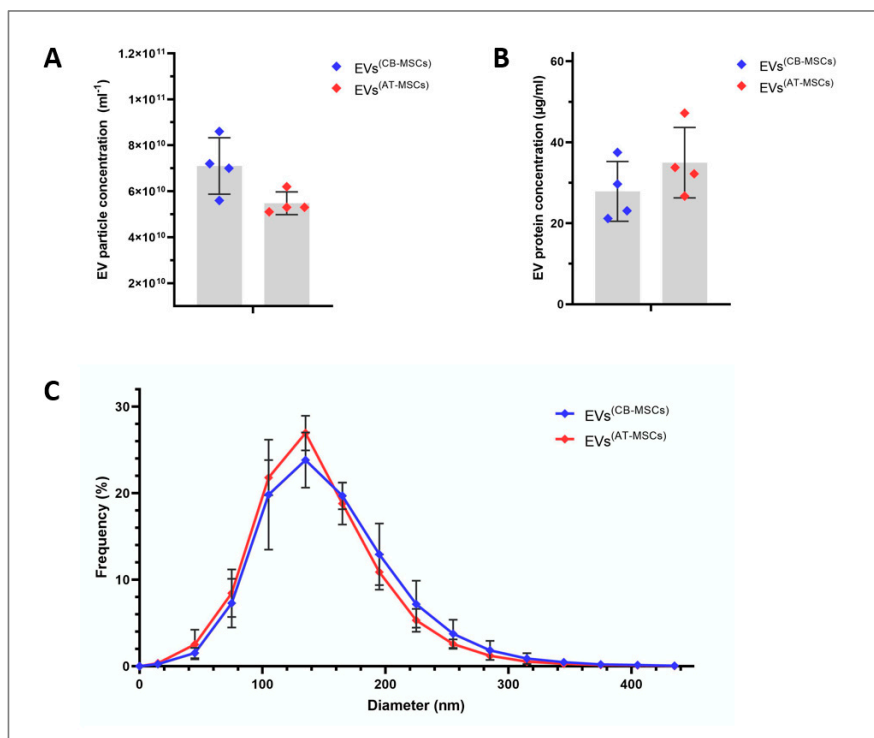 A
EV particle concentration (ml⁻¹)
1.2×10¹¹
1×10¹¹
8×10¹⁰
6×10¹⁰
4×10¹⁰
2×10¹⁰
EVs(CB-MSCs)
EVs(AT-MSCs)
B
EV protein concentration (µg/ml)
60
40
20
0
EVs(CB-MSCs)
EVs(AT-MSCs)
C
Frequency (%)
30
20
10
0
EVs(CB-MSCs)
EVs(AT-MSCs)
0 100 200 300 400
Diameter (nm)